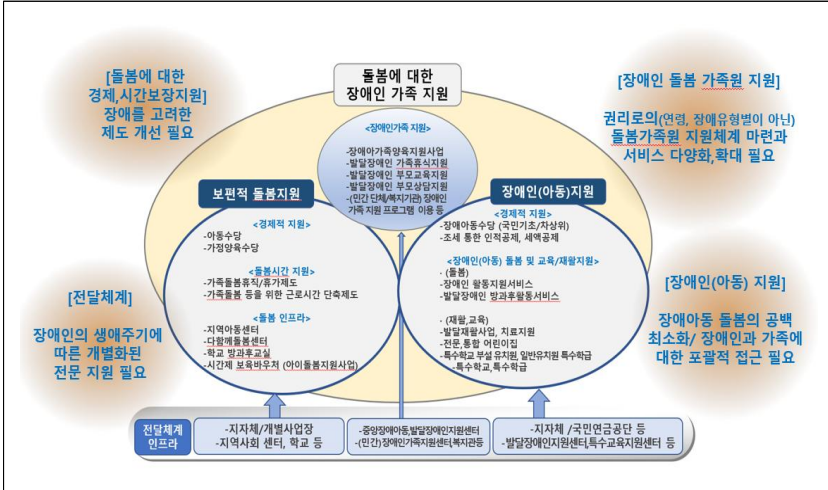 [돌봄에 대한
경제,시간보장지원]
장애를 고려한
제도 개선 필요
돌봄에 대한
장애인 가족 지원
[장애인 돌봄 가족원 지원]
권리로의(연령, 장애유형별이 아닌)
돌봄가족원 지원체계 마련과
서비스 다양화,확대 필요
<장애인가족 지원>
-장애아가족양육지원사업
-발달장애인 가족휴식지원
-발달장애인 부모교육지원
-발달장애인 부모상담지원
-(민간 단체/복지기관) 장애인
가족 지원 프로그램 이용 등
보편적 돌봄지원
<경제적 지원>
-아동수당
-가정양육수당
<돌봄시간 지원>
-가족돌봄휴직/휴가제도
-가족돌봄 등을 위한 근로시간 단축제도
<돌봄 인프라>
-지역아동센터
-다함께돌봄센터
-학교 방과후교실
-시간제 보육바우처 (아이돌봄지원사업)
장애인(아동)지원
<경제적 지원>
-장애아동수당 (국민기초/차상위)
-조세 통한 인적공제, 세액공제
<장애인(아동) 돌봄 및 교육/재활지원>
· (돌봄)
-장애인 활동지원서비스
-발달장애인 방과후활동서비스
· (재활,교육)
-발달재활사업, 치료지원
-전문,통합 어린이집
-특수학교 부설 유치원, 일반유치원 특수학급
-특수학교,특수학급
[전달체계]
장애인의 생애주기에
따른 개별화된
전문 지원 필요
[장애인(아동) 지원]
장애아동 돌봄의 공백
최소화/ 장애인과 가족에
대한 포괄적 접근 필요
전달체계
인프라
-지자체/개별사업장
-지역사회 센터, 학교 등
-중앙장애아동,발달장애인지원센터
-(민간)장애인가족지원센터,복지관등
-지자체 /국민연금공단 등
-발달장애인지원센터,특수교육지원센터 등